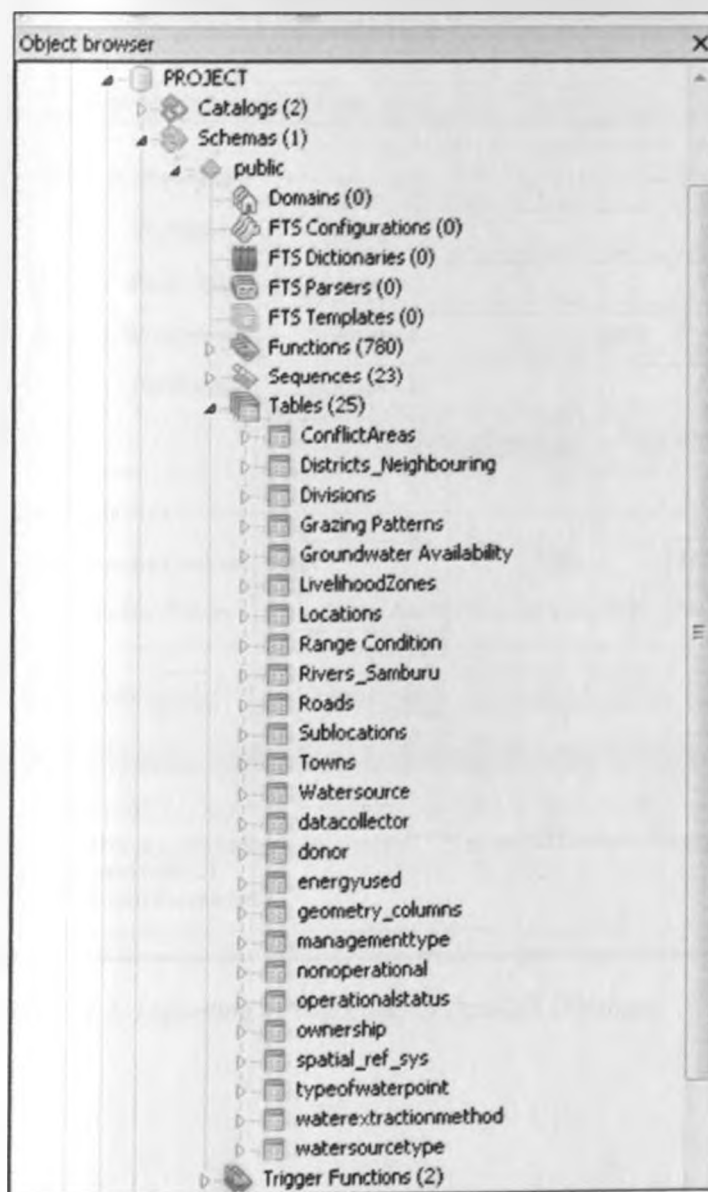 Object browser
PROJECT
Catalogs (2)
Schemas (1)
public
Domains (0)
FTS Configurations (0)
FTS Dictionaries (0)
FTS Parsers (0)
FTS Templates (0)
Functions (780)
Sequences (23)
Tables (25)
ConflictAreas
Districts_Neighbouring
Divisions
Grazing Patterns
Groundwater Availability
LivelihoodZones
Locations
Range Condition
Rivers_Samburu
Roads
Sublocations
Towns
Watersource
datacollector
donor
energyused
geometry_columns
managementtype
nonoperational
operationalstatus
ownership
spatial_ref_sys
typeofwaterpoint
waterextractionmethod
watersourcetype
Trigger Functions (2)